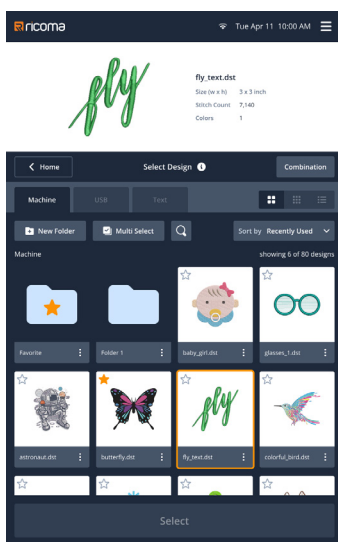 ricoma
Tue Apr 11 10:00 AM
fly
fly_text.dst
Size (w x h) 3 x 3 inch
Stitch Count 7,140
Colors 1
Home
Select Design
Combination
Machine
USB
Text
New Folder
Multi Select
Sort by Recently Used
Machine
showing 6 of 80 designs
Favorite
Folder 1
baby_girl.dst
glasses_1.dst
fly
astronaut.dst
butterfly.dst
fly_text.dst
colorful_bird.dst
Select